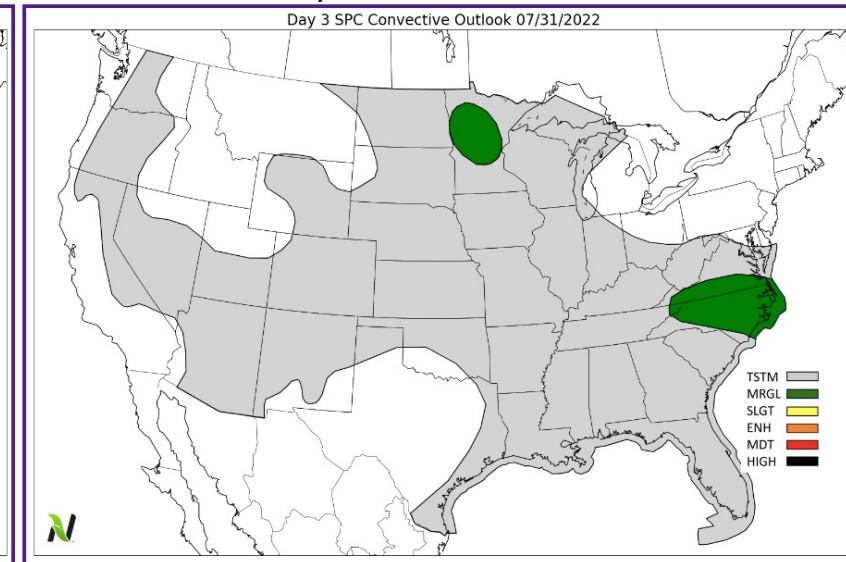 Day 3 SPC Convective Outlook 07/31/2022
TSTM
MRGL
SLGT
ENH
MDT
HIGH